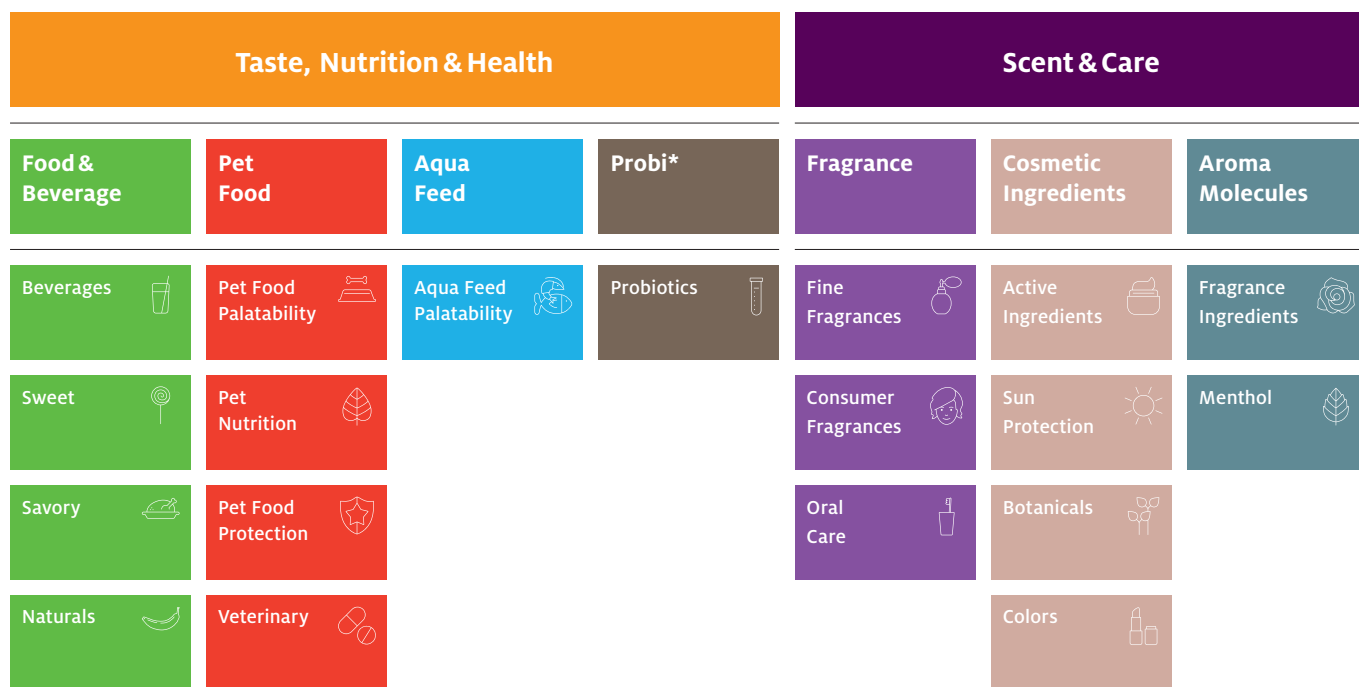 Taste, Nutrition & Health
Scent & Care
Food &
Beverage
Pet
Food
Aqua
Feed
Probi*
Fragrance
Cosmetic
Ingredients
Aroma
Molecules
Beverages
Pet Food
Palatability
Aqua Feed
Palatability
Probiotics
Fine
Fragrances
Active
Ingredients
Fragrance
Ingredients
Sweet
Pet
Nutrition
Consumer
Fragrances
Sun
Protection
Menthol
Savory
Pet Food
Protection
Oral
Care
Botanicals
Naturals
Veterinary
Colors